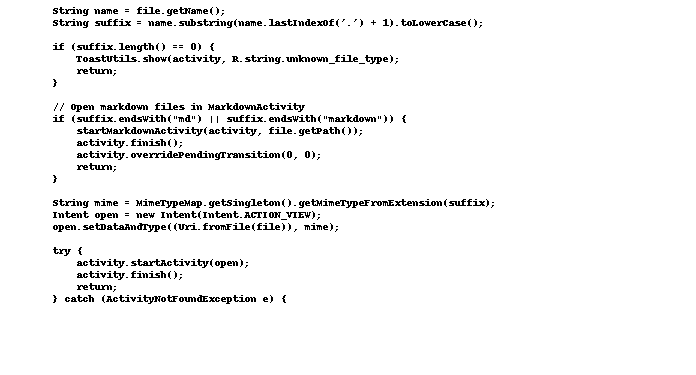 String name = file.getName();
String suffix = name.substring(name.lastIndexOf('.') + 1).toLowerCase();

if (suffix.length() == 0) {
    ToastUtils.show(activity, R.string.unknown_file_type);
    return;
}

// Open markdown files in MarkdownActivity
if (suffix.endsWith("md") || suffix.endsWith("markdown")) {
    startMarkdownActivity(activity, file.getPath());
    activity.finish();
    activity.overridePendingTransition(0, 0);
    return;
}

String mime = MimeTypeMap.getSingleton().getMimeTypeFromExtension(suffix);
Intent open = new Intent(Intent.ACTION_VIEW);
open.setDataAndType((Uri.fromFile(file)), mime);

try {
    activity.startActivity(open);
    activity.finish();
    return;
} catch (ActivityNotFoundException e) {